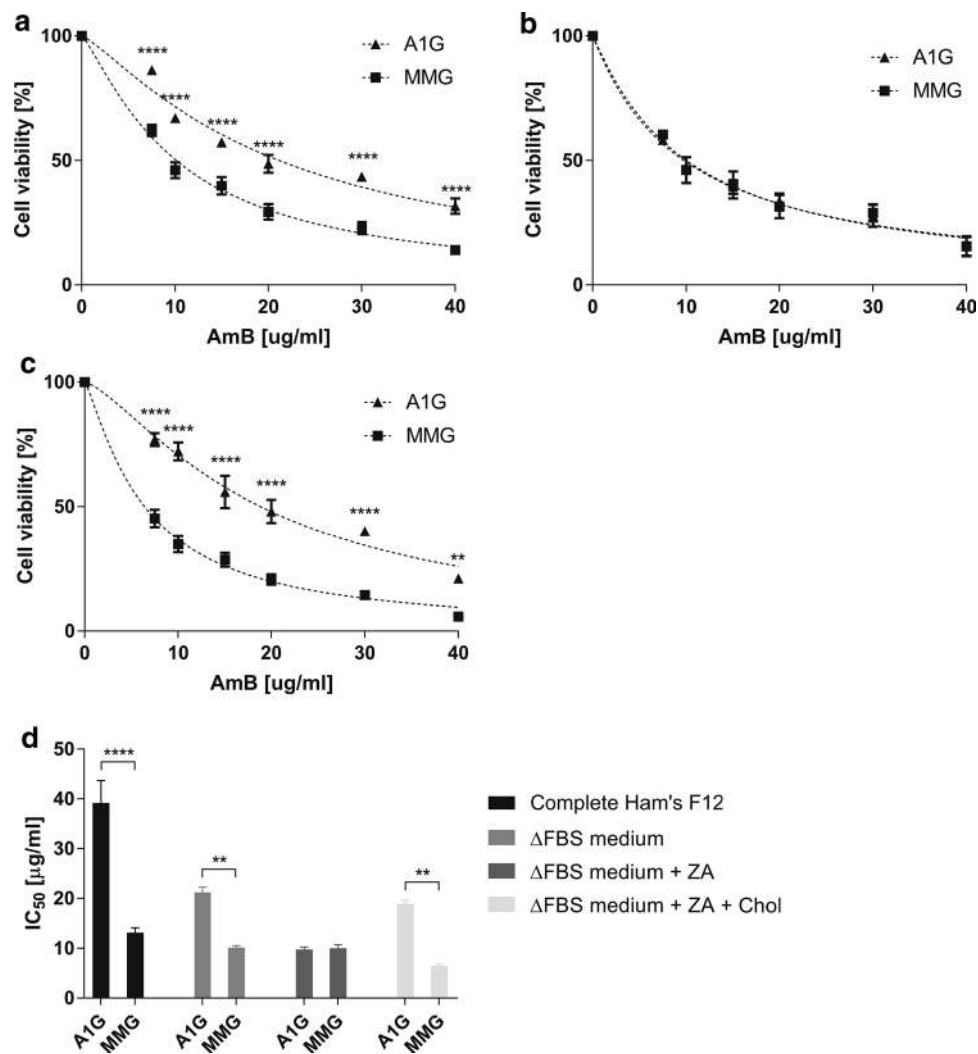 a
Cell viability [%]
100
50
0
0 10 20 30 40
AmB [ug/ml]
A1G
MMG
****
****
****
****
****
****
b
Cell viability [%]
100
50
0
0 10 20 30 40
AmB [ug/ml]
A1G
MMG
c
Cell viability [%]
100
50
0
0 10 20 30 40
AmB [ug/ml]
A1G
MMG
****
****
****
****
****
**
d
IC50 [µg/ml]
50
40
30
20
10
0
****
**
**
A1G MMG A1G MMG A1G MMG A1G MMG
Complete Ham's F12
ΔFBS medium
ΔFBS medium + ZA
ΔFBS medium + ZA + Chol